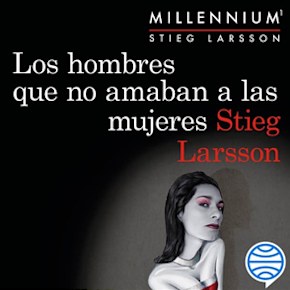 MILLENNIUM¹
STIEG LARSSON
Los hombres
que no amaban a las
mujeres Stieg
Larsson